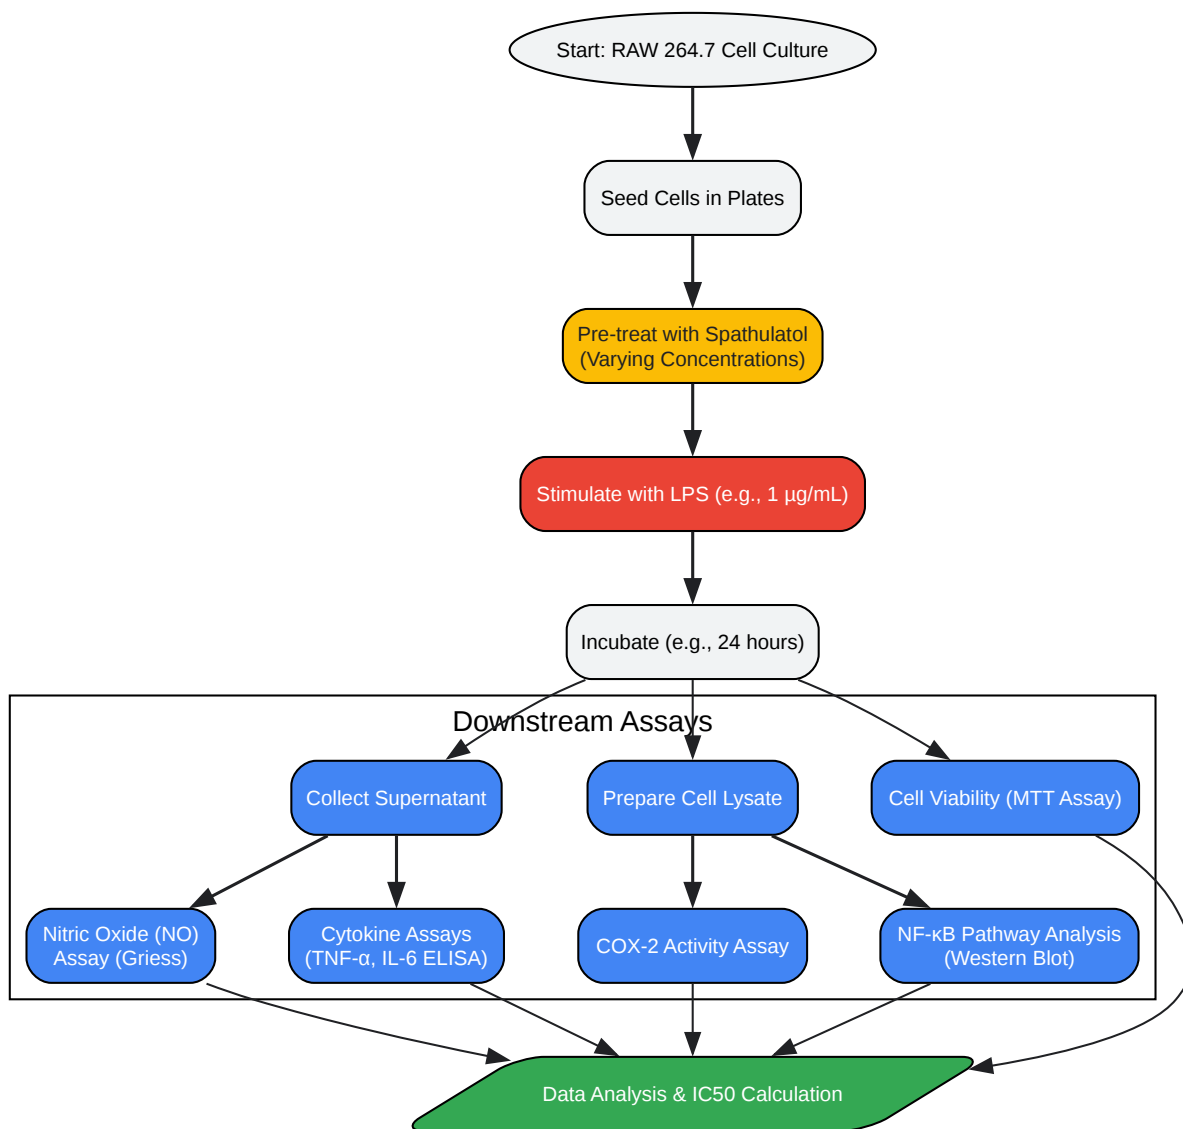 Start: RAW 264.7 Cell Culture
Seed Cells in Plates
Pre-treat with Spathulatol
(Varying Concentrations)
Stimulate with LPS (e.g., 1 µg/mL)
Incubate (e.g., 24 hours)
Downstream Assays
Collect Supernatant
Prepare Cell Lysate
Cell Viability (MTT Assay)
Nitric Oxide (NO)
Assay (Griess)
Cytokine Assays
(TNF-α, IL-6 ELISA)
COX-2 Activity Assay
NF-κB Pathway Analysis
(Western Blot)
Data Analysis & IC50 Calculation